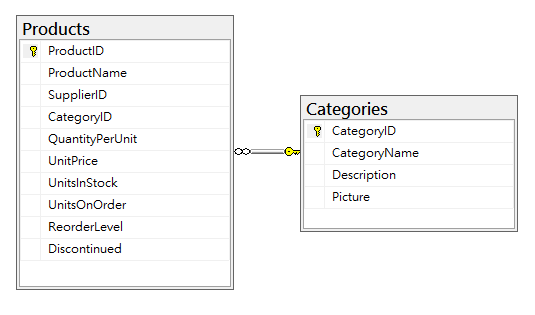 Products
ProductID
ProductName
SupplierID
CategoryID
QuantityPerUnit
UnitPrice
UnitsInStock
UnitsOnOrder
ReorderLevel
Discontinued
Categories
CategoryID
CategoryName
Description
Picture